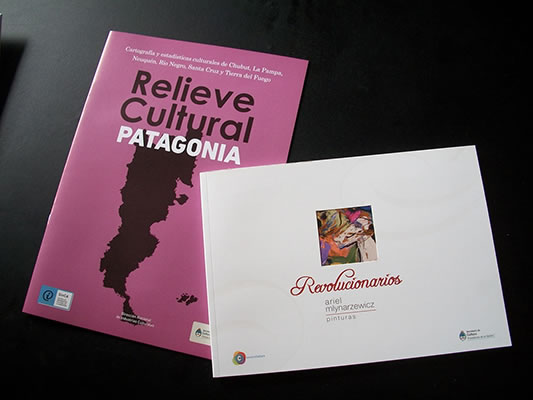 Cartografía y estadísticas culturales de Chubut, La Pampa,
Neuquén, Río Negro, Santa Cruz y Tierra del Fuego
Relieve
Cultural
PATAGONIA
SInCA
Revolucionarios
ariel
mlynarzewicz
pinturas